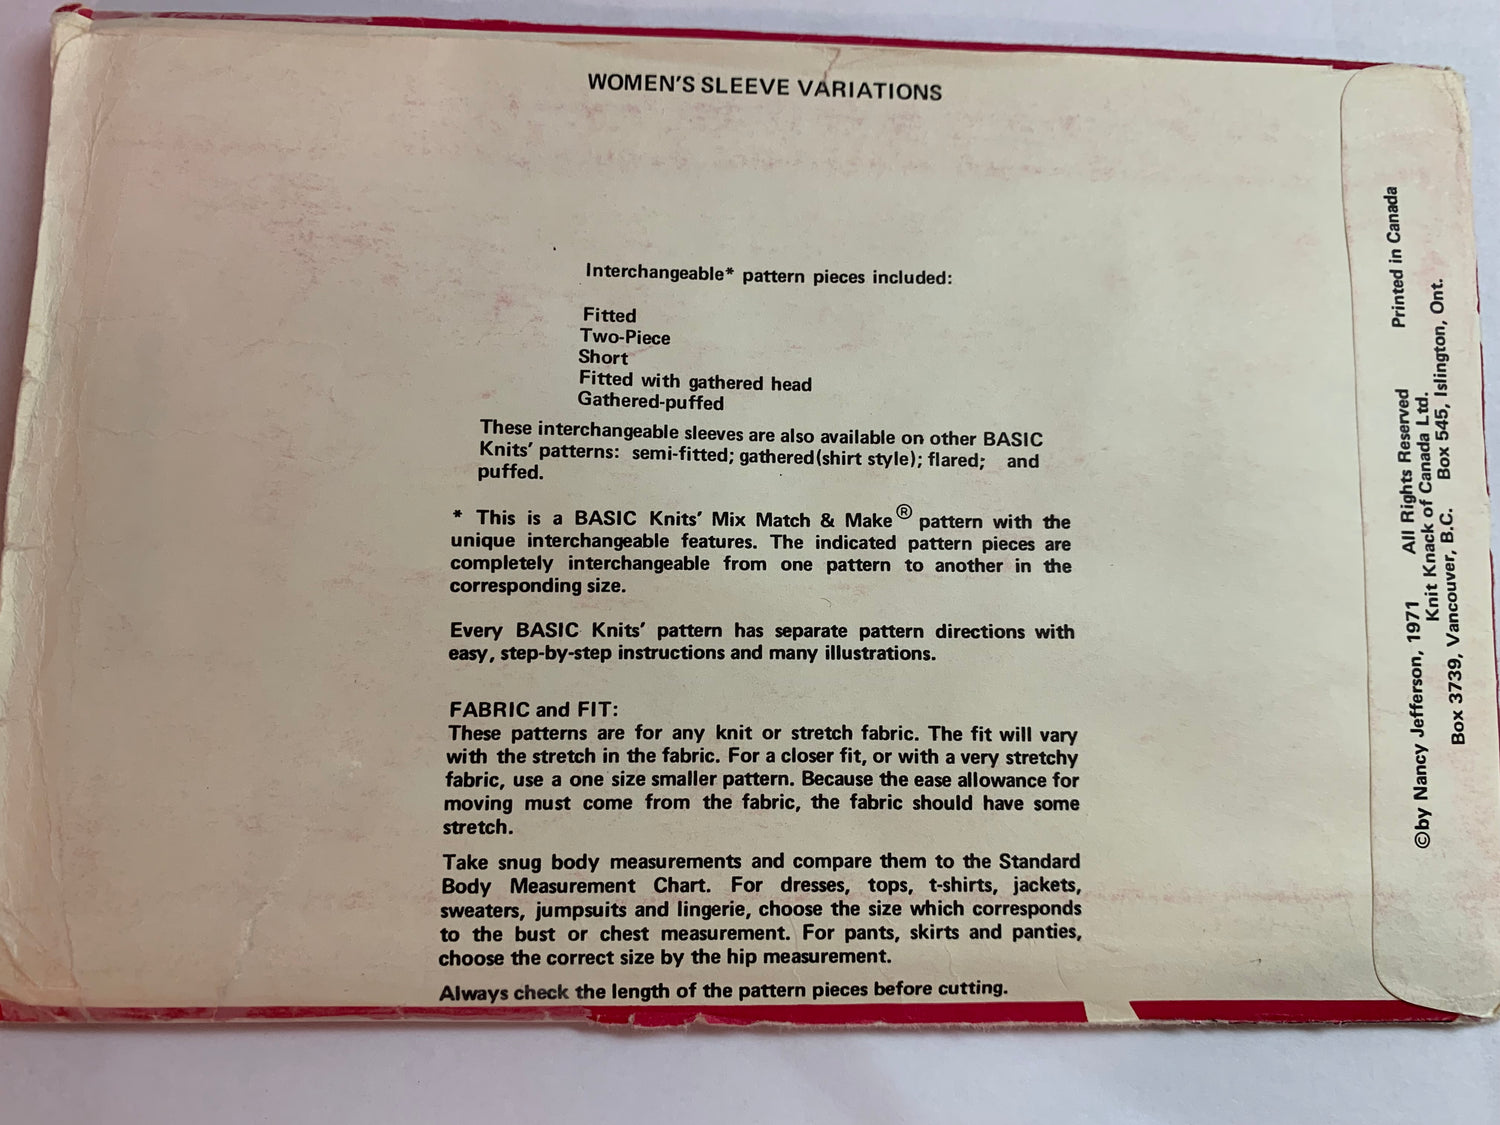 WOMEN'S SLEEVE VARIATIONS
Interchangeable* pattern pieces included:
Fitted
Two-Piece
Short
Fitted with gathered head
Gathered-puffed
These interchangeable sleeves are also available on other BASIC
Knits' patterns: semi-fitted; gathered(shirt style); flared; and
puffed.
* This is a BASIC Knits' Mix Match & Make® pattern with the
unique interchangeable features. The indicated pattern pieces are
completely interchangeable from one pattern to another in the
corresponding size.
Every BASIC Knits' pattern has separate pattern directions with
easy, step-by-step instructions and many illustrations.
FABRIC and FIT:
These patterns are for any knit or stretch fabric. The fit will vary
with the stretch in the fabric. For a closer fit, or with a very stretchy
fabric, use a one size smaller pattern. Because the ease allowance for
moving must come from the fabric, the fabric should have some
stretch.
Take snug body measurements and compare them to the Standard
Body Measurement Chart. For dresses, tops, t-shirts, jackets,
sweaters, jumpsuits and lingerie, choose the size which corresponds
to the bust or chest measurement. For pants, skirts and panties,
choose the correct size by the hip measurement.
Always check the length of the pattern pieces before cutting.
©by Nancy Jefferson, 1971 All Rights Reserved Printed in Canada
Knit Knack of Canada Ltd.
Box 3739, Vancouver, B.C. Box 545, Islington, Ont.